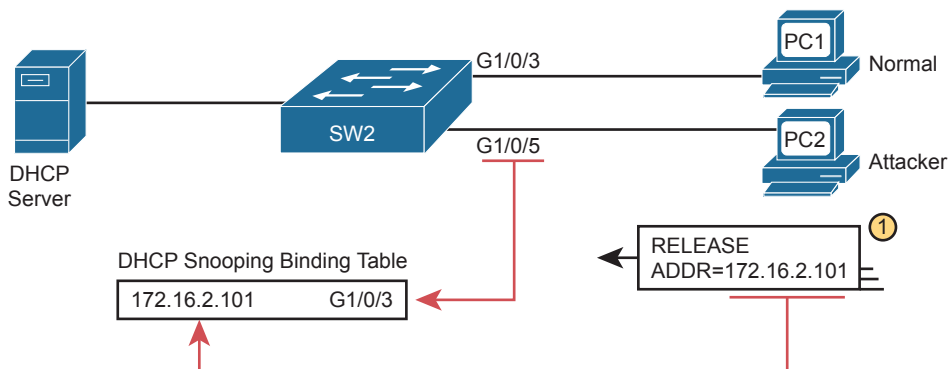 G1/0/3
PC1
Normal
SW2
G1/0/5
PC2
Attacker
DHCP
Server
1
RELEASE
ADDR=172.16.2.101
DHCP Snooping Binding Table
172.16.2.101 G1/0/3